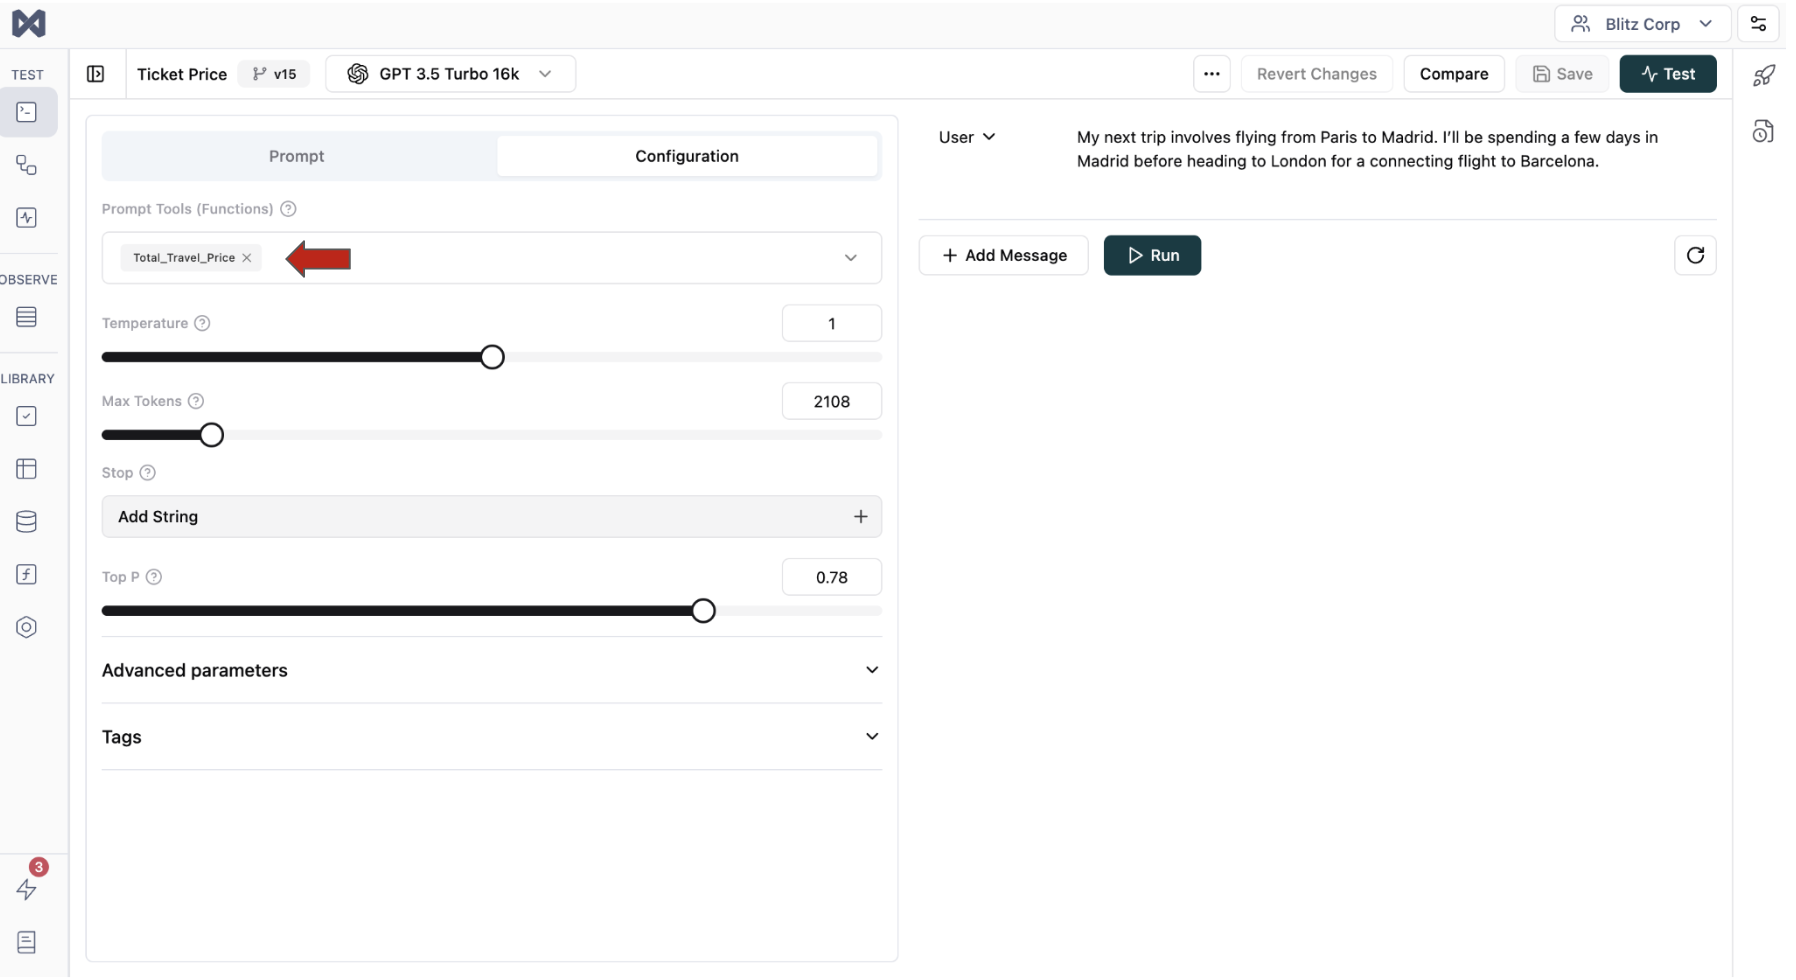 Blitz Corp
TEST
Ticket Price
v15
GPT 3.5 Turbo 16k
Revert Changes
Compare
Save
Test
Prompt
Configuration
Prompt Tools (Functions)
Total_Travel_Price
Temperature
1
Max Tokens
2108
Stop
Add String
Top P
0.78
Advanced parameters
Tags
User
My next trip involves flying from Paris to Madrid. I’ll be spending a few days in
Madrid before heading to London for a connecting flight to Barcelona.
Add Message
Run
OBSERVE
LIBRARY
3